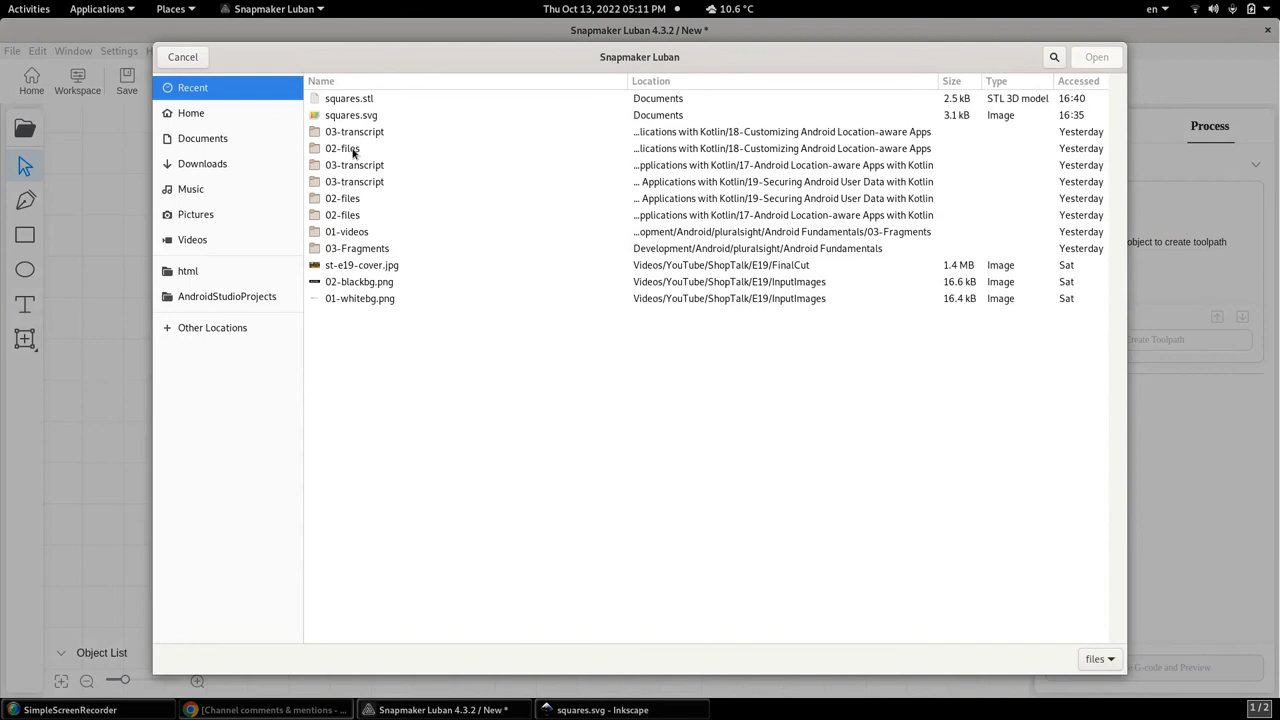 Activities Applications Places Snapmaker Luban Thu Oct 13, 2022 05:11 PM 10.6 °C en
Snapmaker Luban 4.3.2 / New *
File Edit Window Settings
Home Workspace Save
Cancel Snapmaker Luban Open
Name Location Size Type Accessed
Recent
Home
Documents
Downloads
Music
Pictures
Videos
html
AndroidStudioProjects
Other Locations
squares.stl Documents 2.5 kB STL 3D model 16:40
squares.svg Documents 3.1 kB Image 16:35
03-transcript ...lications with Kotlin/18-Customizing Android Location-aware Apps Yesterday
02-files ...lications with Kotlin/18-Customizing Android Location-aware Apps Yesterday
03-transcript ...pplications with Kotlin/17-Android Location-aware Apps with Kotlin Yesterday
03-transcript ... Applications with Kotlin/19-Securing Android User Data with Kotlin Yesterday
02-files ... Applications with Kotlin/19-Securing Android User Data with Kotlin Yesterday
02-files ...pplications with Kotlin/17-Android Location-aware Apps with Kotlin Yesterday
01-videos ...opment/Android/pluralsight/Android Fundamentals/03-Fragments Yesterday
03-Fragments Development/Android/pluralsight/Android Fundamentals Yesterday
st-e19-cover.jpg Videos/YouTube/ShopTalk/E19/FinalCut 1.4 MB Image Sat
02-blackbg.png Videos/YouTube/ShopTalk/E19/InputImages 16.6 kB Image Sat
01-whitebg.png Videos/YouTube/ShopTalk/E19/InputImages 16.4 kB Image Sat
files
Process
object to create toolpath
Create Toolpath
G-code and Preview
Object List
SimpleScreenRecorder [Channel comments & mentions - ... Snapmaker Luban 4.3.2 / New * squares.svg - Inkscape 1 / 2